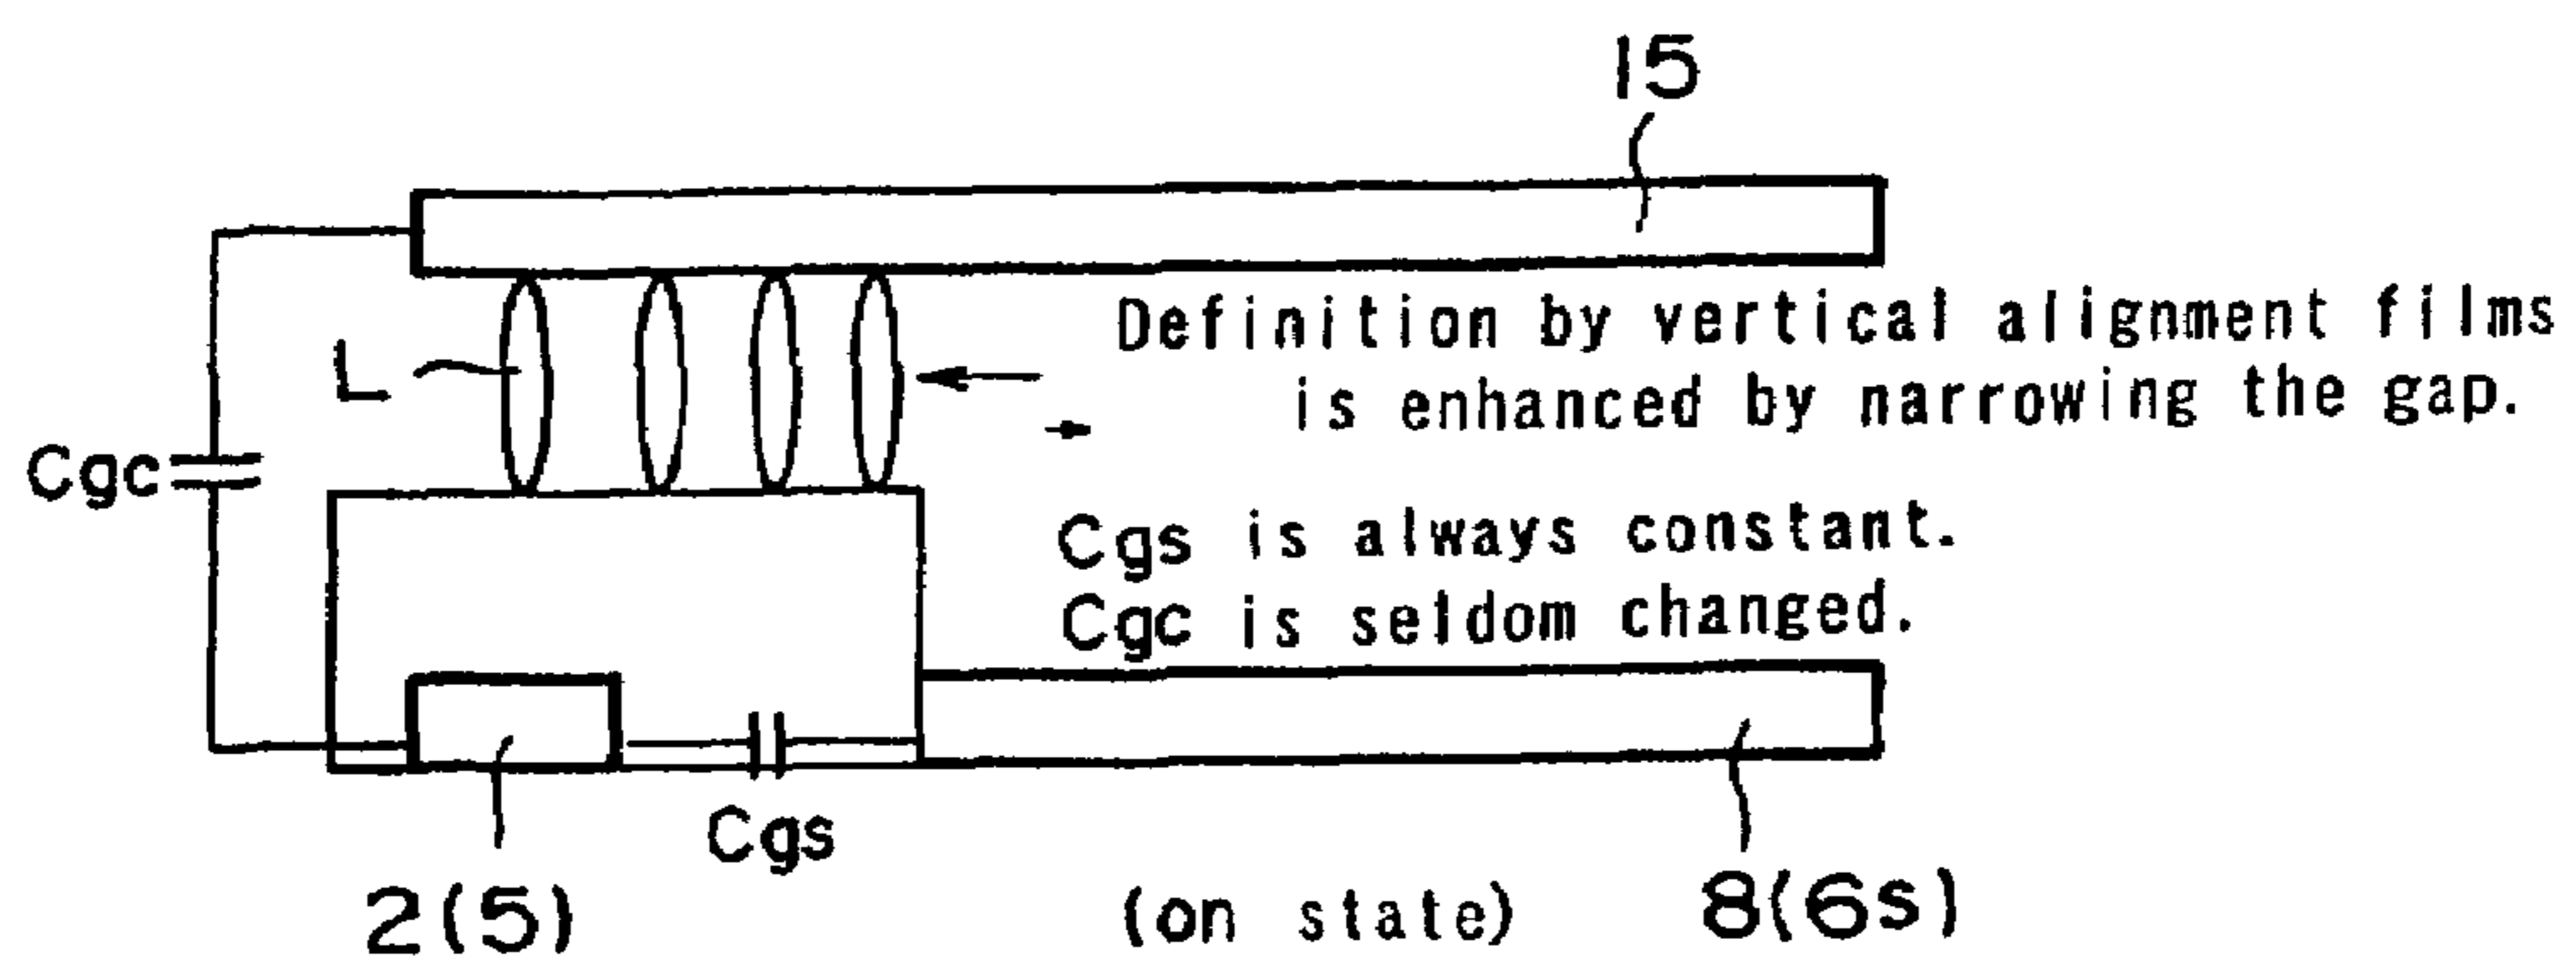 15
Definition by vertical alignment films
is enhanced by narrowing the gap.
L
Cgc
Cgs is always constant.
Cgc is seldom changed.
Cgs
2(5)
(on state)
8(6s)